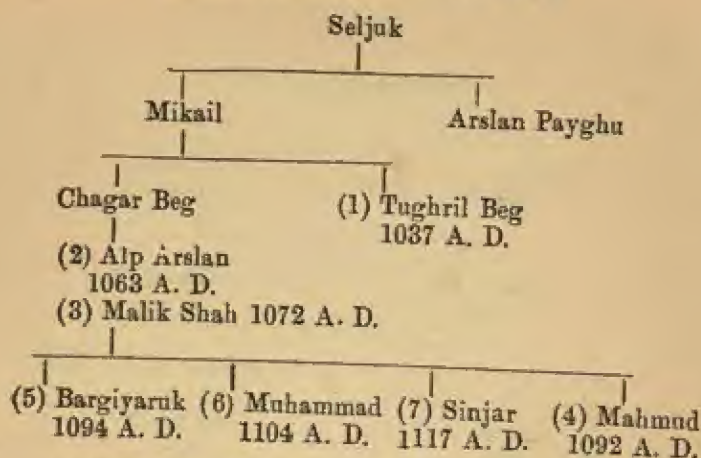 Seljuk
Mikail Arslan Payghu
Chagar Beg (1) Tughril Beg
1037 A. D.
(2) Alp Arslan
1063 A. D.
(3) Malik Shah 1072 A. D.
(5) Bargiyaruk (6) Muhammad (7) Sinjar (4) Mahmud
1094 A. D. 1104 A. D. 1117 A. D. 1092 A. D.